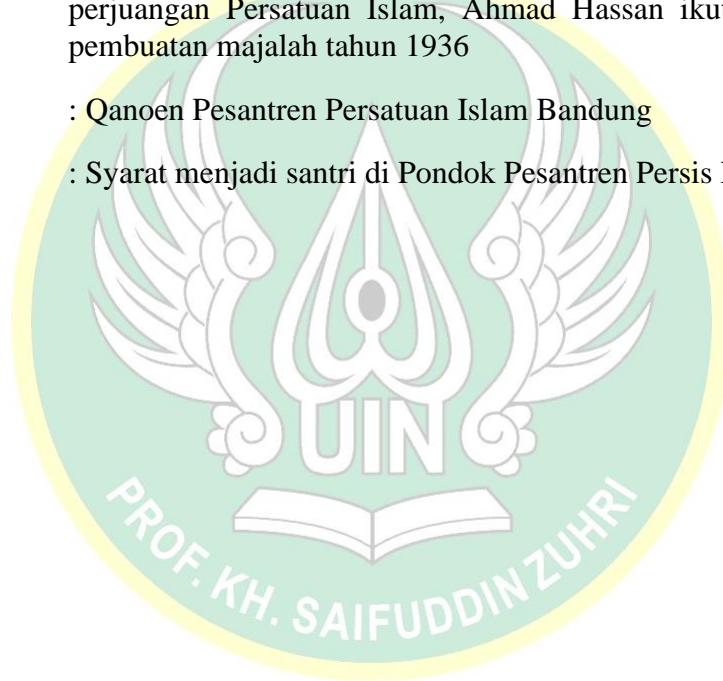 perjuangan Persatuan Islam, Ahmad Hassan ikut
pembuatan majalah tahun 1936
: Qanoen Pesantren Persatuan Islam Bandung
: Syarat menjadi santri di Pondok Pesantren Persis
UIN
PROF. KH. SAIFUDDIN ZUHRI